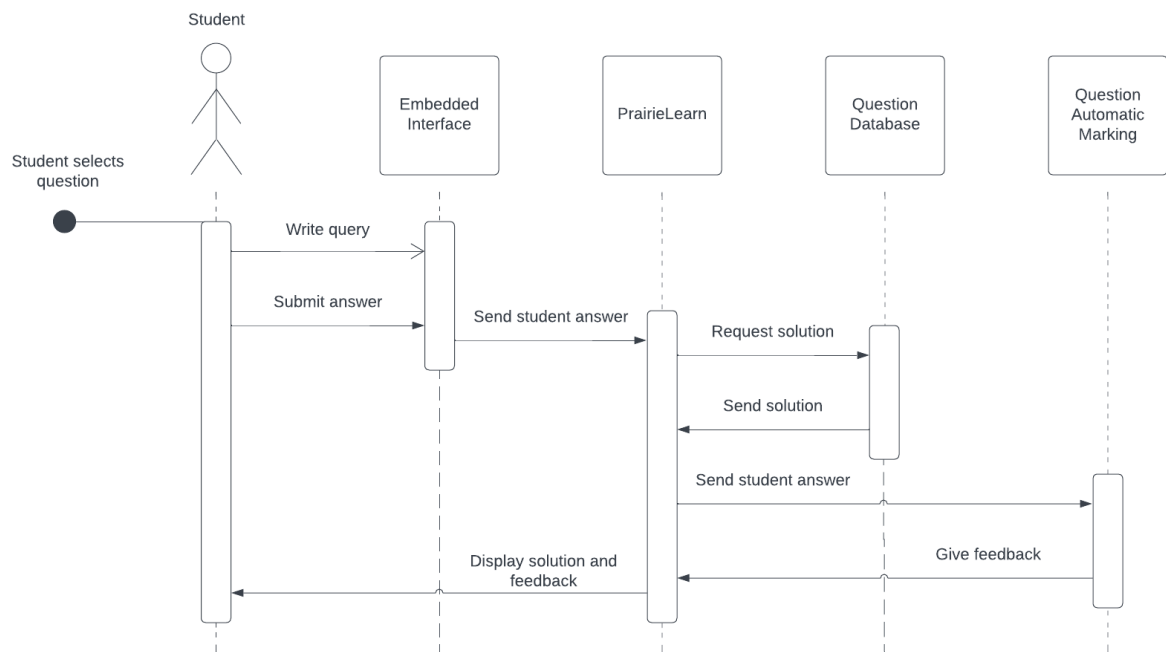 Student
Embedded
Interface
PrairieLearn
Question
Database
Question
Automatic
Marking
Student selects
question
Write query
Submit answer
Send student answer
Request solution
Send solution
Send student answer
Give feedback
Display solution and
feedback